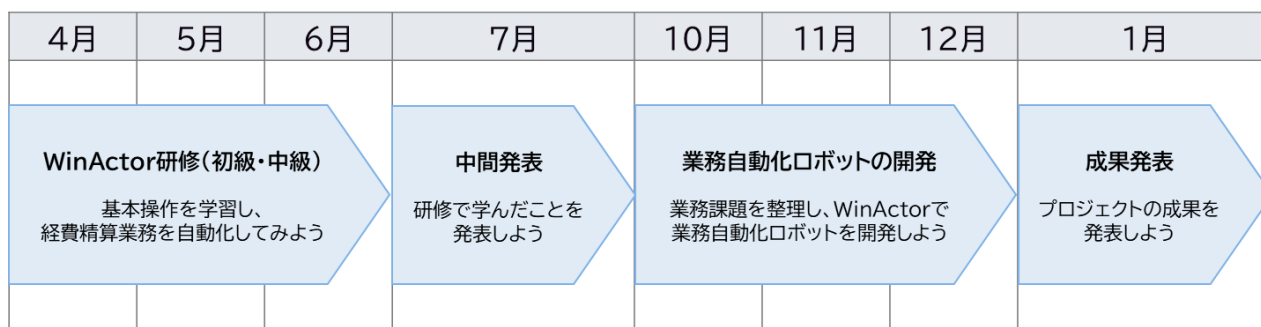 4月 5月 6月 7月 10月 11月 12月 1月
WinActor研修(初級・中級)
基本操作を学習し、
経費精算業務を自動化してみよう
中間発表
研修で学んだことを
発表しよう
業務自動化ロボットの開発
業務課題を整理し、WinActorで
業務自動化ロボットを開発しよう
成果発表
プロジェクトの成果を
発表しよう